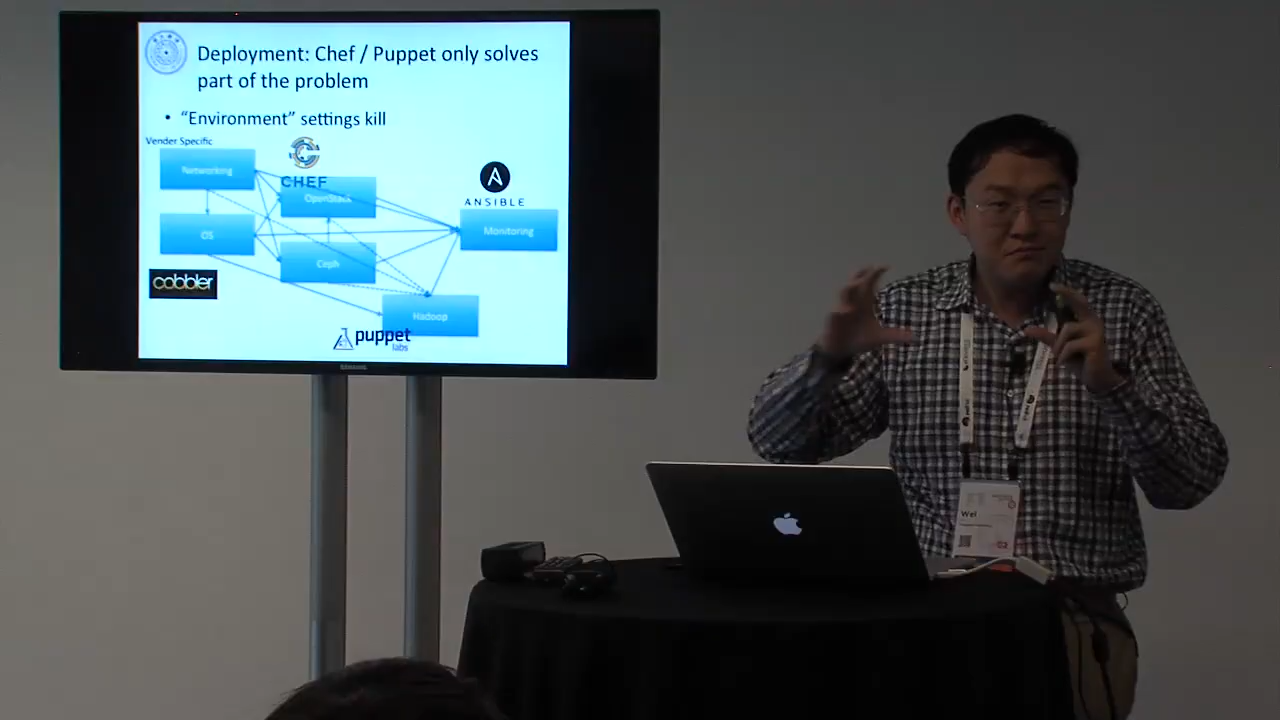 Deployment: Chef / Puppet only solves
part of the problem
• “Environment” settings kill
Vender Specific
Networking
CHEF
OpenStack
ANSIBLE
OS
Monitoring
Ceph
cobbler
Hadoop
puppet
labs
SAMSUNG
Wei